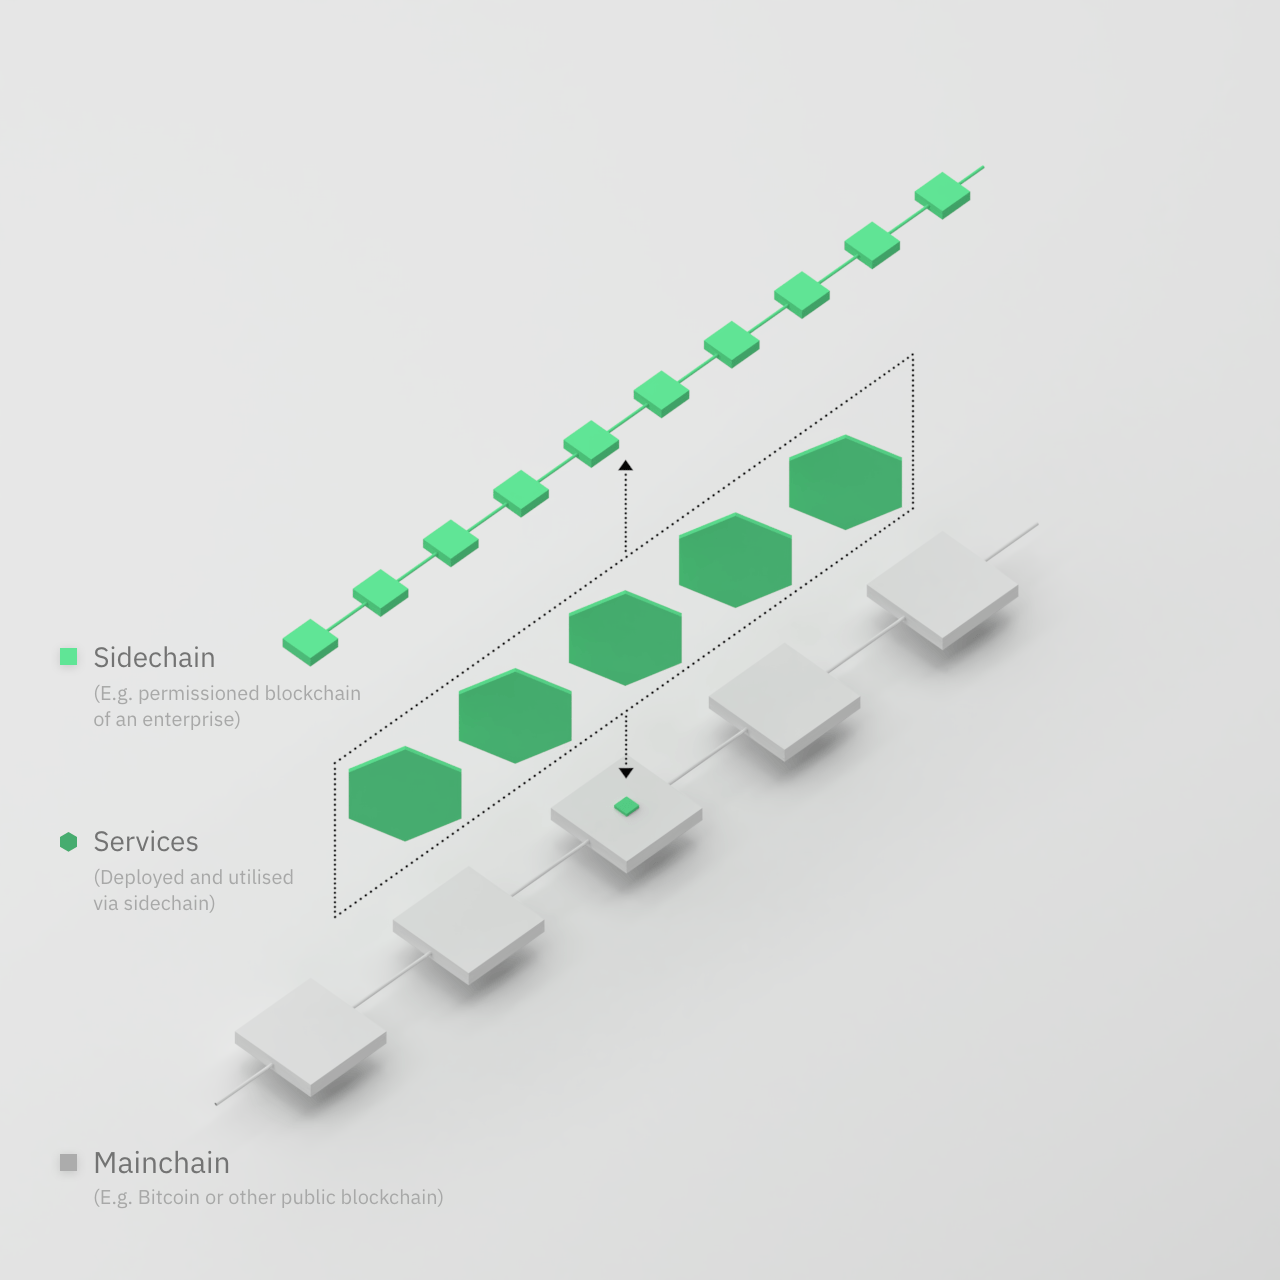 Sidechain
(E.g. permissioned blockchain
of an enterprise)
Services
(Deployed and utilised
via sidechain)
Mainchain
(E.g. Bitcoin or other public blockchain)